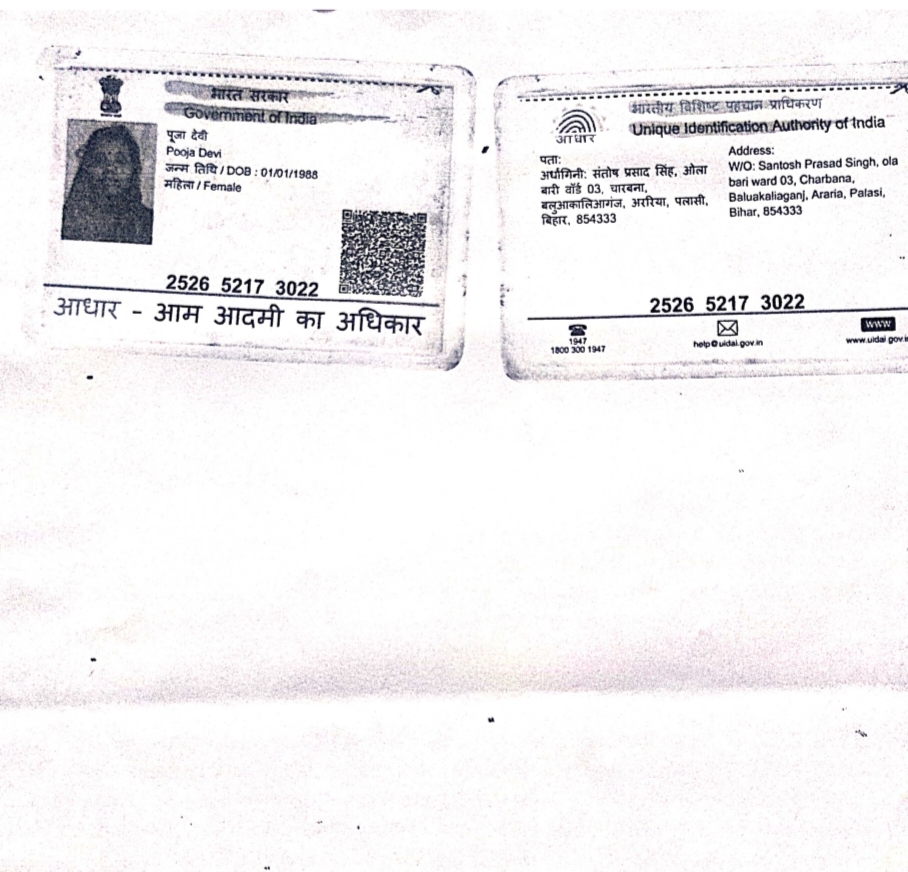 भारत सरकार
Government of India
पूजा देवी
Pooja Devi
जन्म तिथि / DOB : 01/01/1988
महिला / Female
2526 5217 3022
आधार - आम आदमी का अधिकार
भारतीय विशिष्ट पहचान प्राधिकरण
Unique Identification Authority of India
आधार
पता:
अर्धांगिनी: संतोष प्रसाद सिंह, ओला
बारी वॉर्ड 03, चारबना,
बलुआकालिआगंज, अररिया, पलासी,
बिहार, 854333
Address:
W/O: Santosh Prasad Singh, ola
bari ward 03, Charbana,
Baluakaliaganj, Araria, Palasi,
Bihar, 854333
2526 5217 3022
1947
1800 300 1947
help@uidai.gov.in
www
www.uidai.gov.in